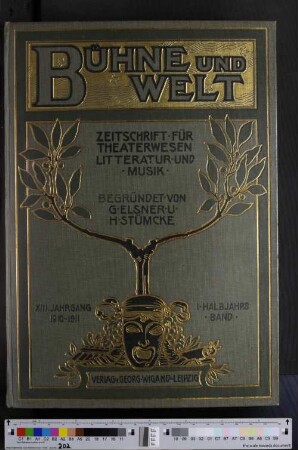 BÜHNE UND
WELT
ZEITSCHRIFT · FÜR
THEATERWESEN
LITTERATUR · UND
· MUSIK ·
BEGRÜNDET · VON
G · ELSNER · U ·
H · STÜMCKE
XIII · JAHRGANG
1910-1911
I · HALBJAHRS
· BAND ·
VERLAG v. GEORG · WIGAND · LEIPZIG
202